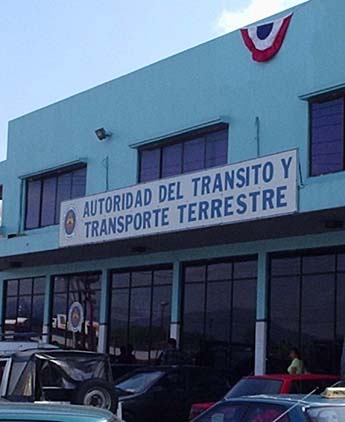 AUTORIDAD DEL TRANSITO Y
TRANSPORTE TERRESTRE